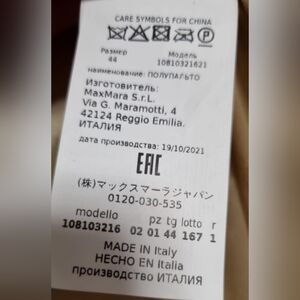 CARE SYMBOLS FOR CHINA
Размер Модель
44 10810321621
наименование: ПОЛУПАЛЬТО
Изготовитель:
MaxMara S.r.L.
Via G. Maramotti, 4
42124 Reggio Emilia.
ИТАЛИЯ
дата производства: 19/10/2021
EAC
(株)マックスマーラジャパン
0120-030-535
modello pz tg lotto r
108103216 02 01 44 167 1
MADE IN Italy
HECHO EN Italia
производство ИТАЛИЯ